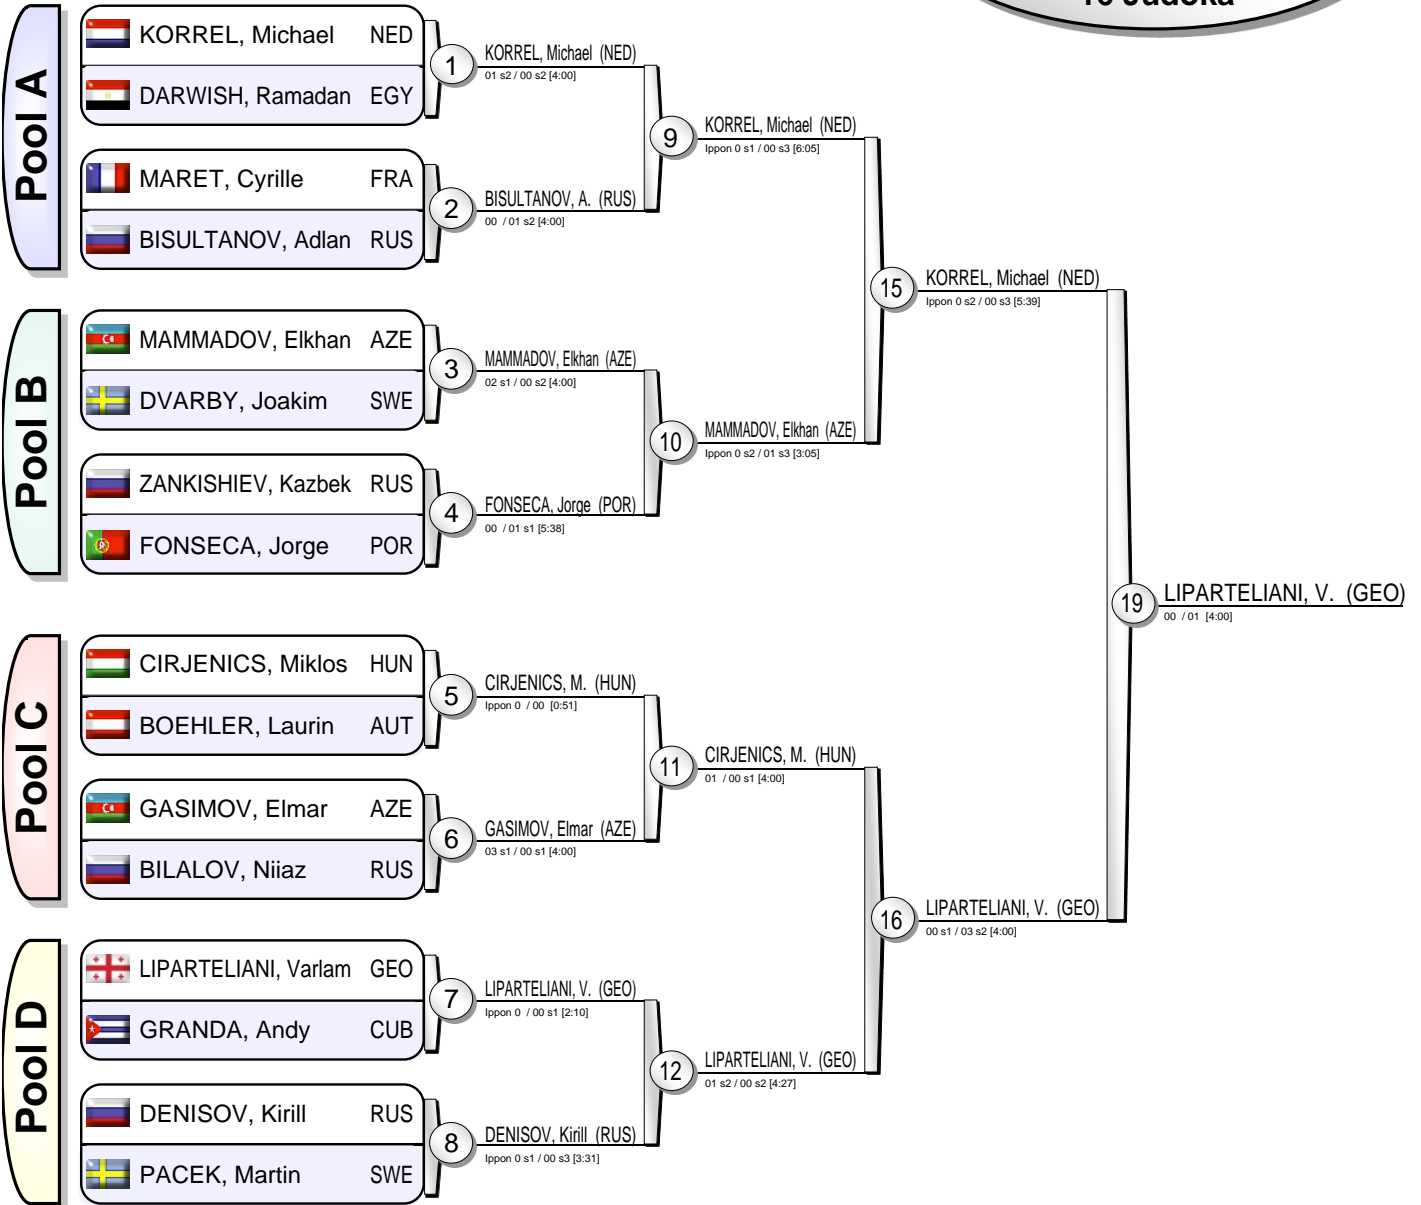 16 Judoka
Pool A
KORREL, Michael NED
DARWISH, Ramadan EGY
MARET, Cyrille FRA
BISULTANOV, Adlan RUS
Pool B
MAMMADOV, Elkhan AZE
DVARBY, Joakim SWE
ZANKISHIEV, Kazbek RUS
FONSECA, Jorge POR
Pool C
CIRJENICS, Miklos HUN
BOEHLER, Laurin AUT
GASIMOV, Elmar AZE
BILALOV, Niiaz RUS
Pool D
LIPARTELIANI, Varlam GEO
GRANDA, Andy CUB
DENISOV, Kirill RUS
PACEK, Martin SWE
1
KORREL, Michael (NED)
01 s2 / 00 s2 [4:00]
2
BISULTANOV, A. (RUS)
00 / 01 s2 [4:00]
3
MAMMADOV, Elkhan (AZE)
02 s1 / 00 s2 [4:00]
4
FONSECA, Jorge (POR)
00 / 01 s1 [5:38]
5
CIRJENICS, M. (HUN)
Ippon 0 / 00 [0:51]
6
GASIMOV, Elmar (AZE)
03 s1 / 00 s1 [4:00]
7
LIPARTELIANI, V. (GEO)
Ippon 0 / 00 s1 [2:10]
8
DENISOV, Kirill (RUS)
Ippon 0 s1 / 00 s3 [3:31]
9
KORREL, Michael (NED)
Ippon 0 s1 / 00 s3 [6:05]
10
MAMMADOV, Elkhan (AZE)
Ippon 0 s2 / 01 s3 [3:05]
11
CIRJENICS, M. (HUN)
01 / 00 s1 [4:00]
12
LIPARTELIANI, V. (GEO)
01 s2 / 00 s2 [4:27]
15
KORREL, Michael (NED)
Ippon 0 s2 / 00 s3 [5:39]
16
LIPARTELIANI, V. (GEO)
00 s1 / 03 s2 [4:00]
19
LIPARTELIANI, V. (GEO)
00 / 01 [4:00]